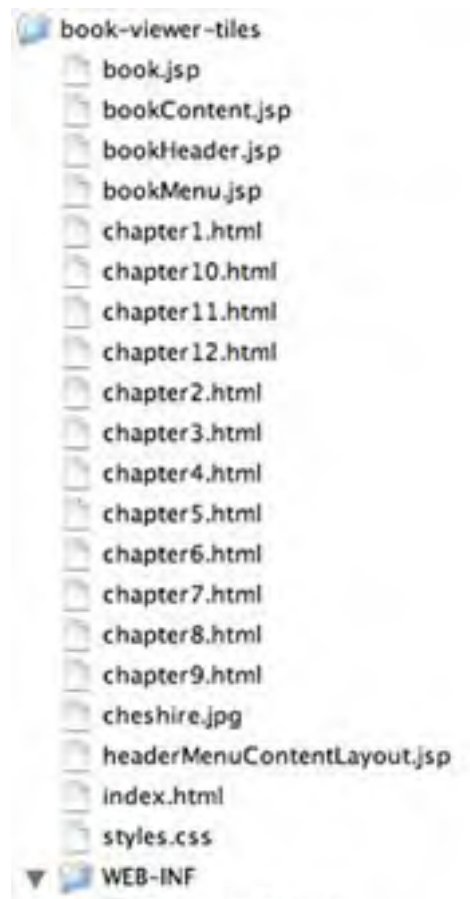 book-viewer-tiles
book.jsp
bookContent.jsp
bookHeader.jsp
bookMenu.jsp
chapter1.html
chapter10.html
chapter11.html
chapter12.html
chapter2.html
chapter3.html
chapter4.html
chapter5.html
chapter6.html
chapter7.html
chapter8.html
chapter9.html
cheshire.jpg
headerMenuContentLayout.jsp
index.html
styles.css
WEB-INF